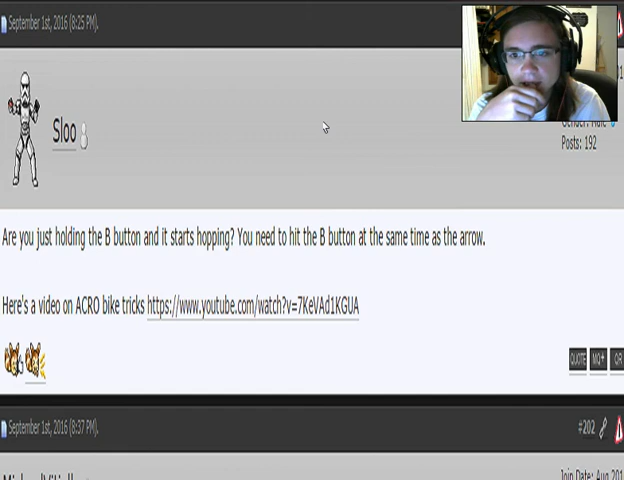 September 1st, 2016 (8:25 PM).
Sloo
Posts: 192
Are you just holding the B button and it starts hopping? You need to hit the B button at the same time as the arrow.
Here's a video on ACRO bike tricks https://www.youtube.com/watch?v=7KeVAd1KGUA
QUOTE MQ+ QR
September 1st, 2016 (8:37 PM).
#202
Join Date: Aug 201